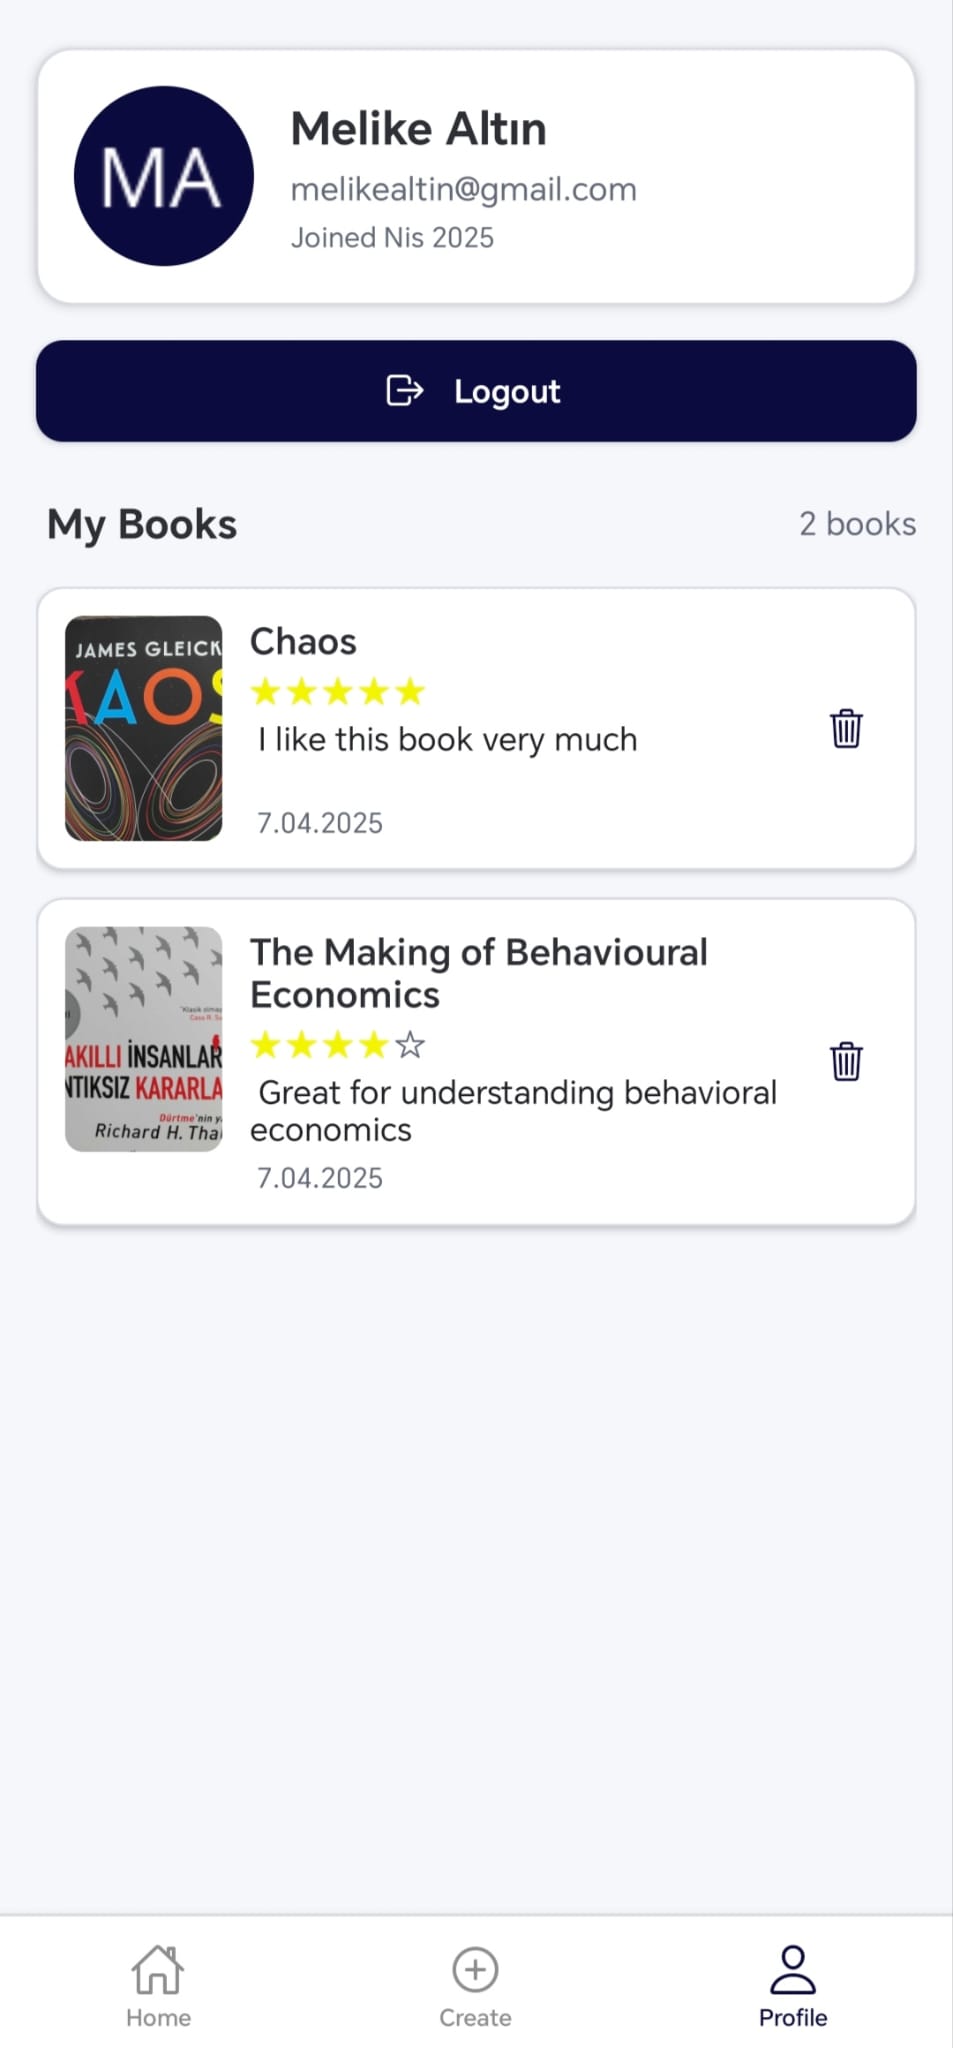 MA
Melike Altın
melikealtin@gmail.com
Joined Nis 2025
Logout
My Books
2 books
JAMES GLEICK
KAOS
Chaos
I like this book very much
7.04.2025
AKILLI İNSANLAR
NTIKSIZ KARARLA
Dürtme'nin y
Richard H. Tha
The Making of Behavioural
Economics
Great for understanding behavioral
economics
7.04.2025
Home
Create
Profile